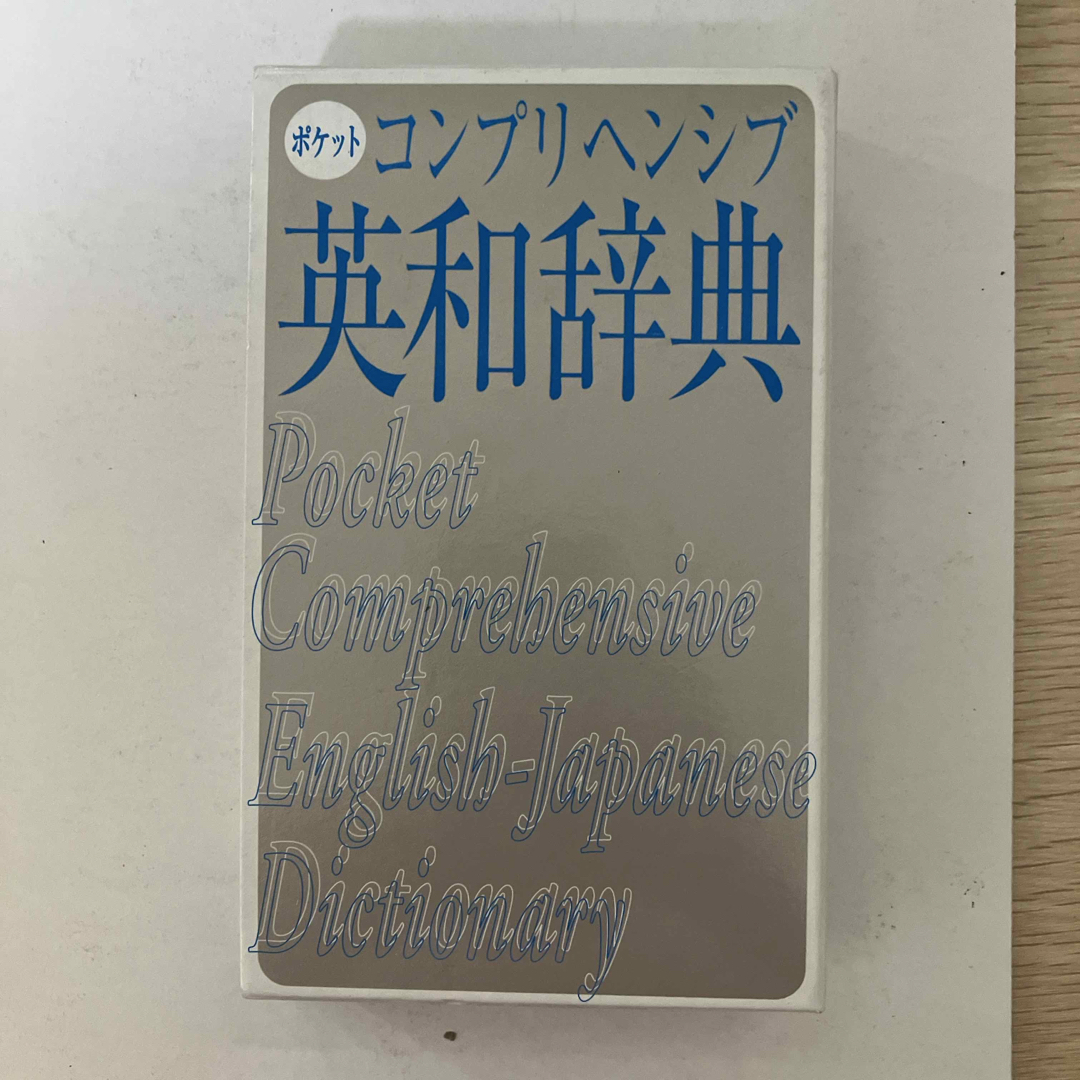 ポケット
コンプリヘンシブ
英和辞典
Pocket
Comprehensive
English-Japanese
Dictionary